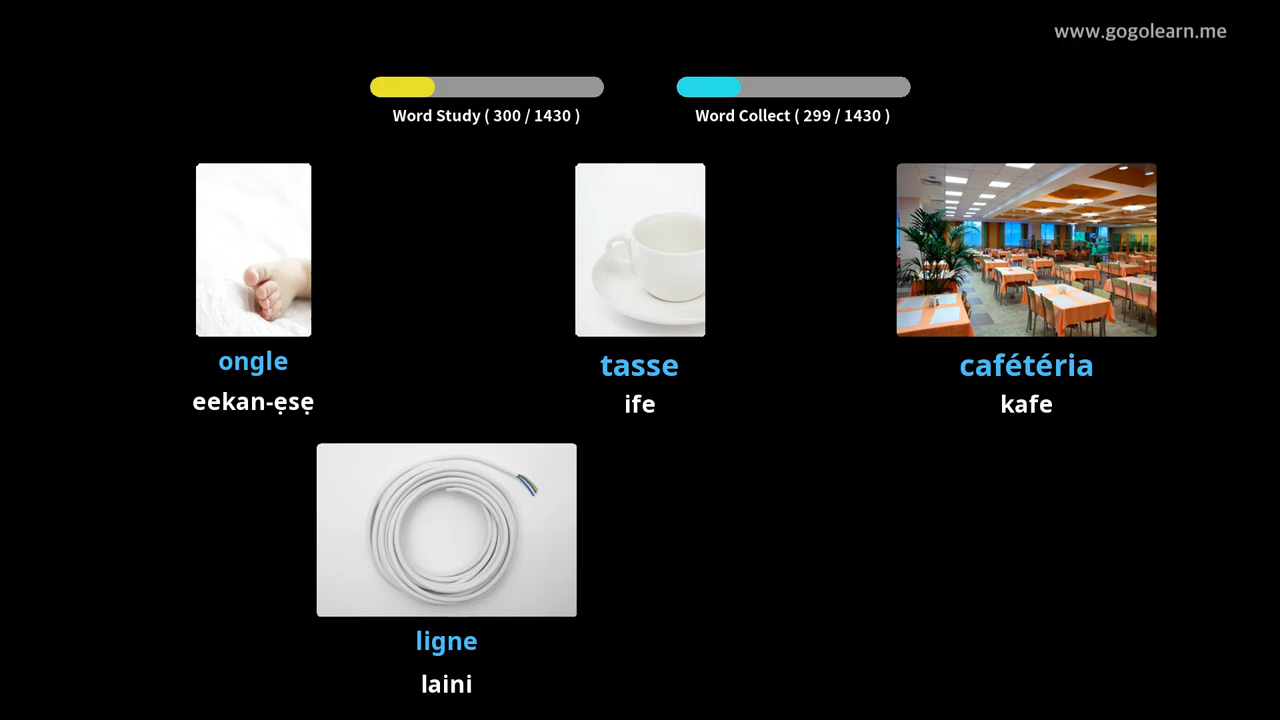 www.gogolearn.me
Word Study ( 300 / 1430 )
Word Collect ( 299 / 1430 )
ongle
eekan-ẹsẹ
tasse
ife
cafétéria
kafe
ligne
laini